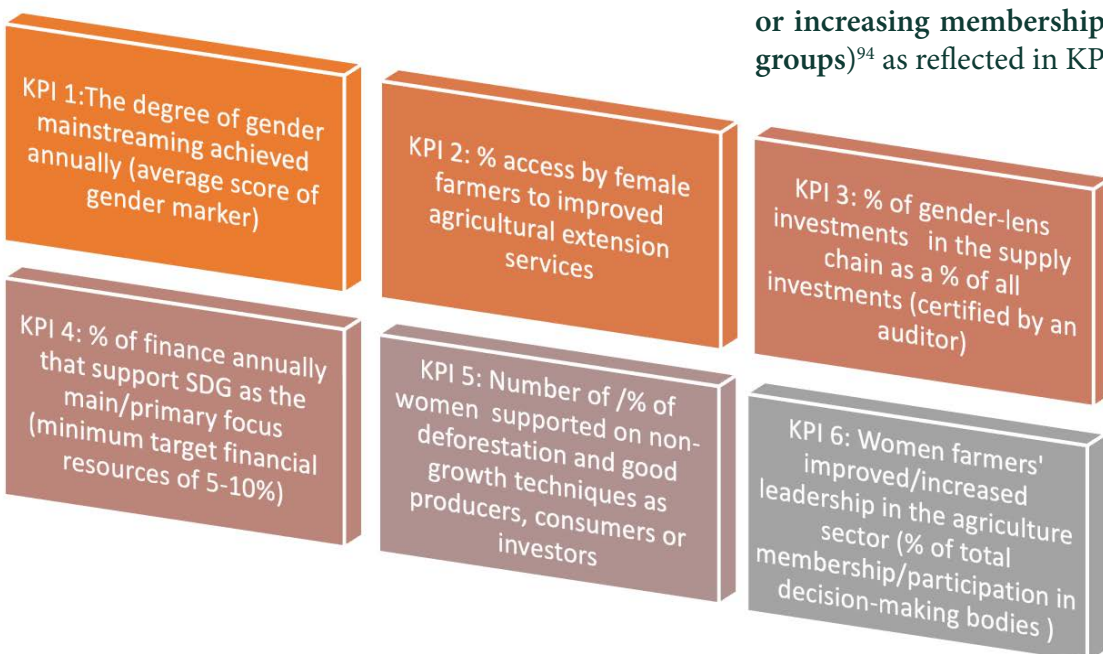 or increasing membership
groups)⁹⁴ as reflected in KP
KPI 1:The degree of gender
mainstreaming achieved
annually (average score of
gender marker)
KPI 2: % access by female
farmers to improved
agricultural extension
services
KPI 3: % of gender-lens
investments in the supply
chain as a % of all
investments (certified by an
auditor)
KPI 4: % of finance annually
that support SDG as the
main/primary focus
(minimum target financial
resources of 5-10%)
KPI 5: Number of /% of
women supported on non-
deforestation and good
growth techniques as
producers, consumers or
investors
KPI 6: Women farmers'
improved/increased
leadership in the agriculture
sector (% of total
membership/participation in
decision-making bodies )